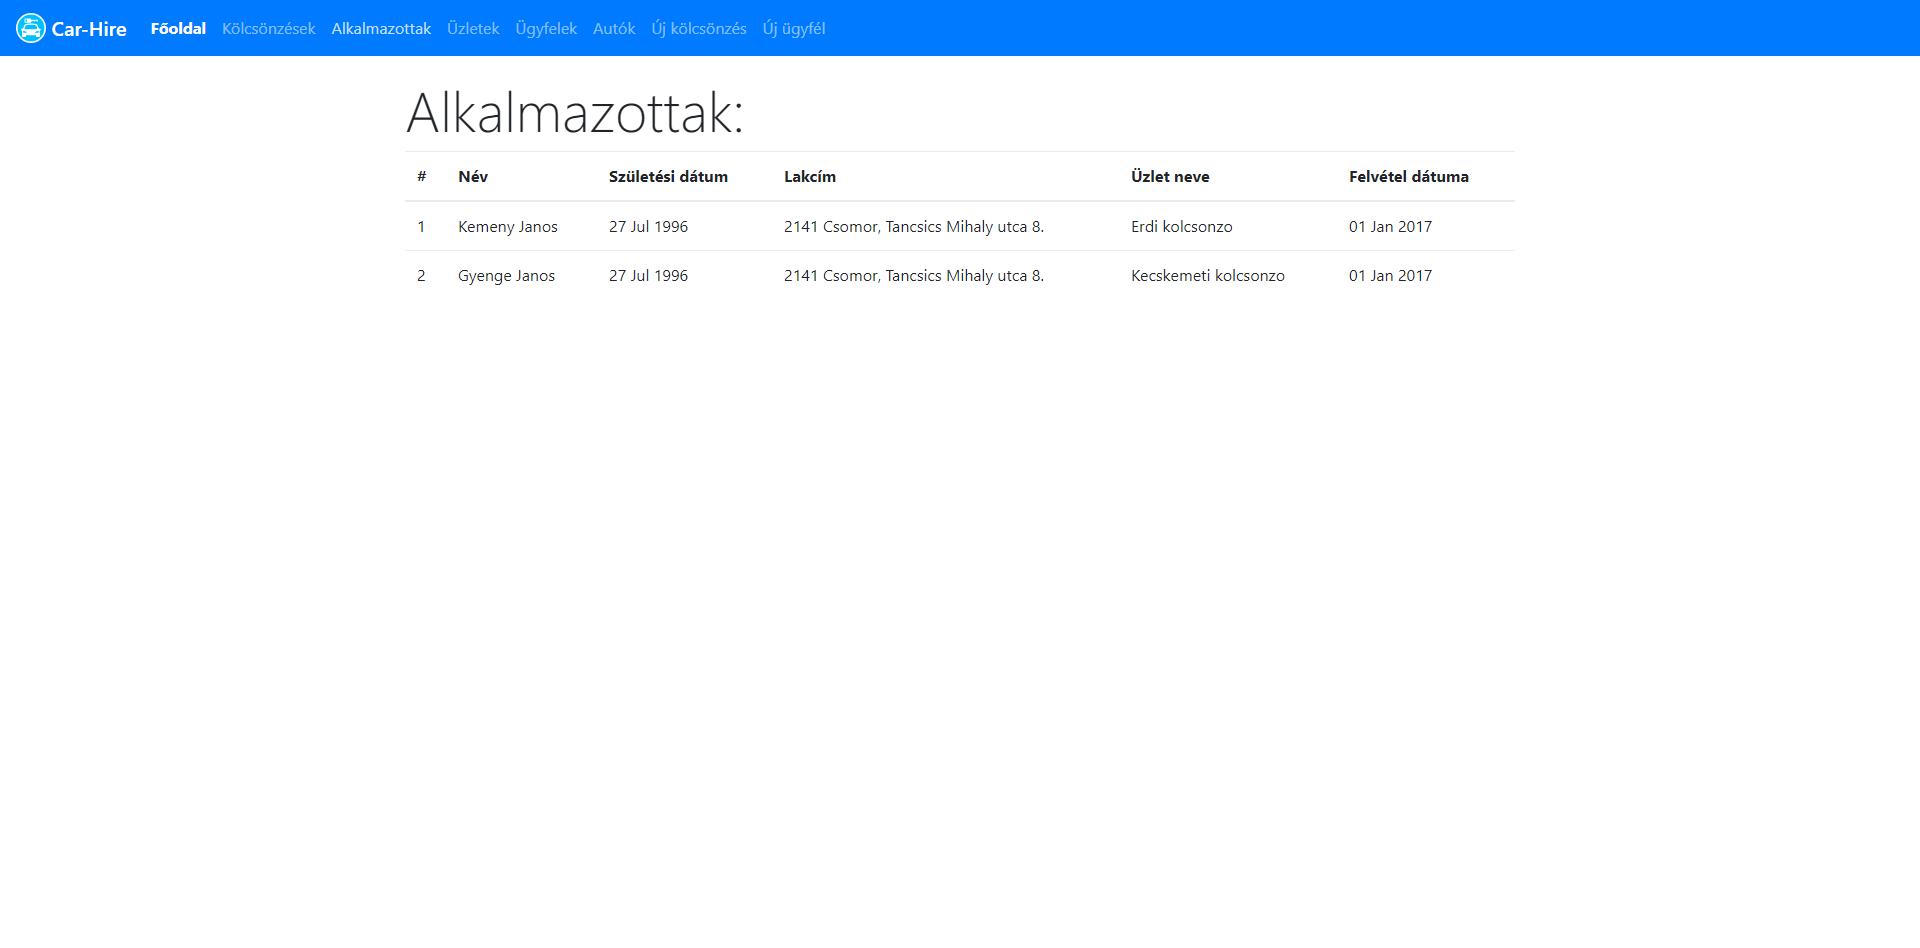 Car-Hire Főoldal Kölcsönzések Alkalmazottak Üzletek Ügyfelek Autók Új kölcsönzés Új ügyfél
Alkalmazottak:
# Név Születési dátum Lakcím Üzlet neve Felvétel dátuma
1 Kemeny Janos 27 Jul 1996 2141 Csomor, Tancsics Mihaly utca 8. Erdi kolcsonzo 01 Jan 2017
2 Gyenge Janos 27 Jul 1996 2141 Csomor, Tancsics Mihaly utca 8. Kecskemeti kolcsonzo 01 Jan 2017